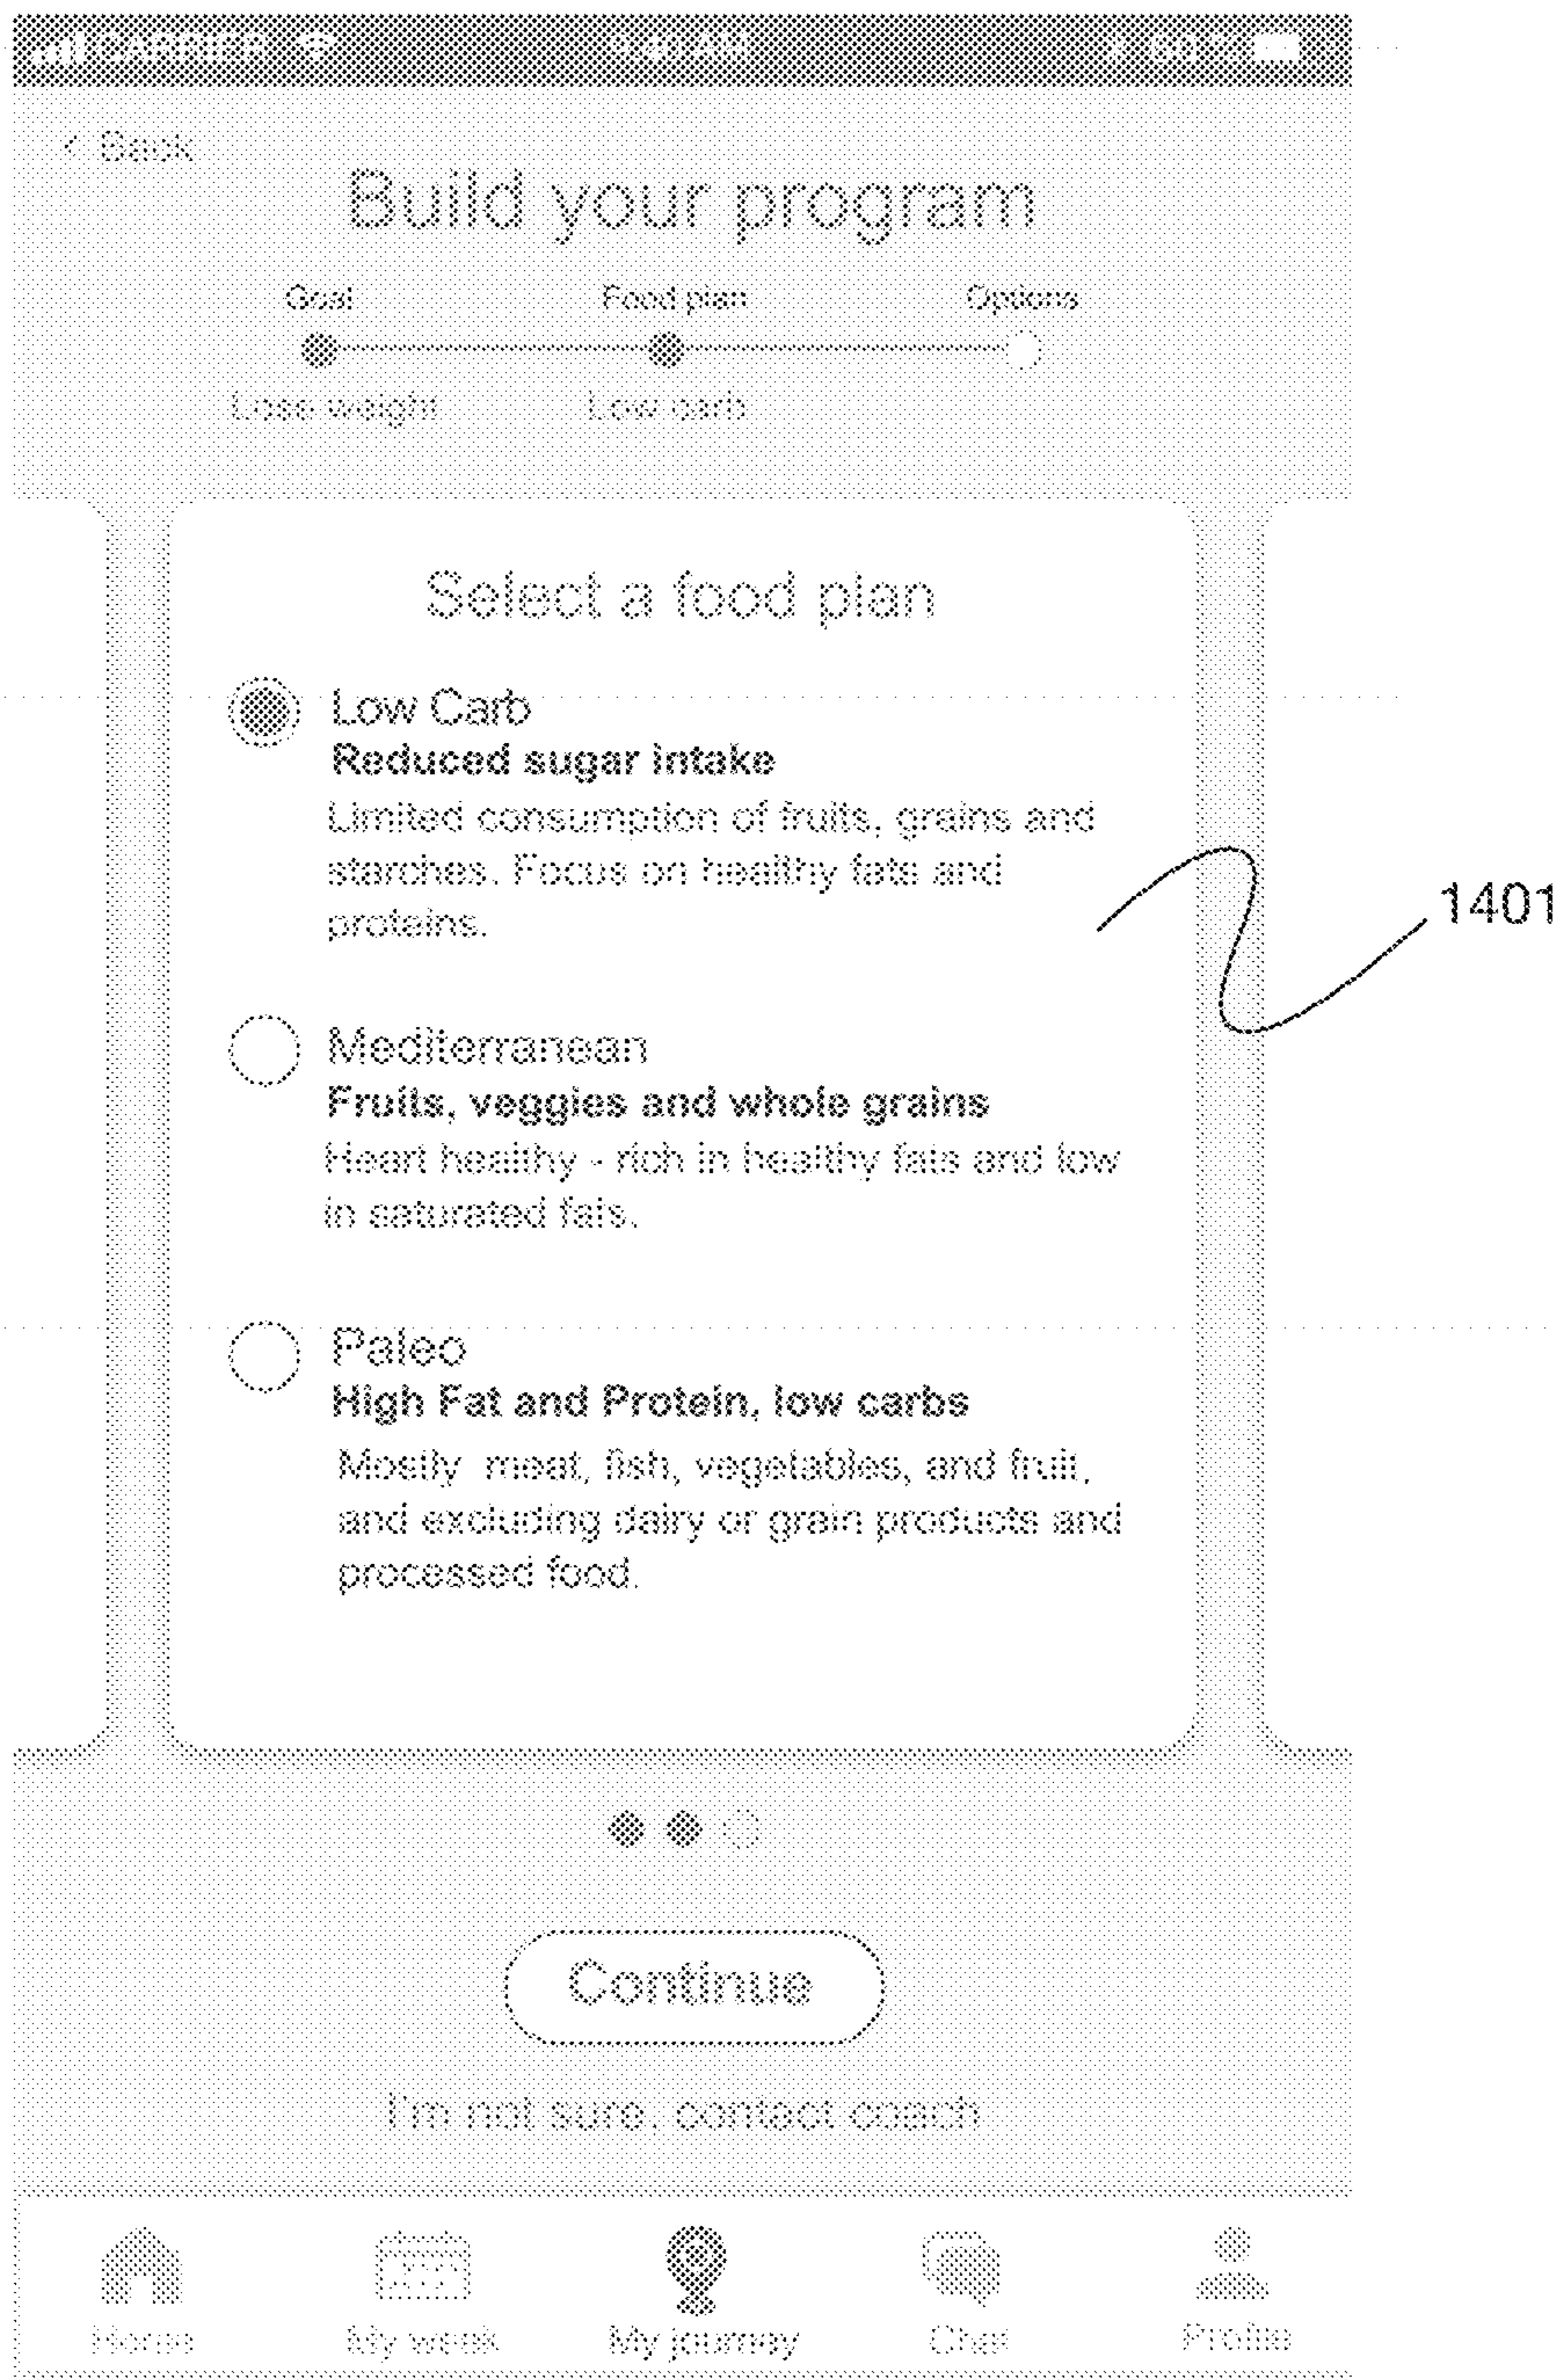 CARRIER
‹ Back
Build your program
Goal Food plan Options
Lose weight Low carb
Select a food plan
Low Carb
Reduced sugar intake
Limited consumption of fruits, grains and
starches. Focus on healthy fats and
proteins.
1401
Mediterranean
Fruits, veggies and whole grains
Heart healthy - rich in healthy fats and low
in saturated fats.
Paleo
High Fat and Protein, low carbs
Mostly meat, fish, vegetables, and fruit,
and excluding dairy or grain products and
processed food.
Continue
I'm not sure, contact coach
Home My week My journey Chat Profile